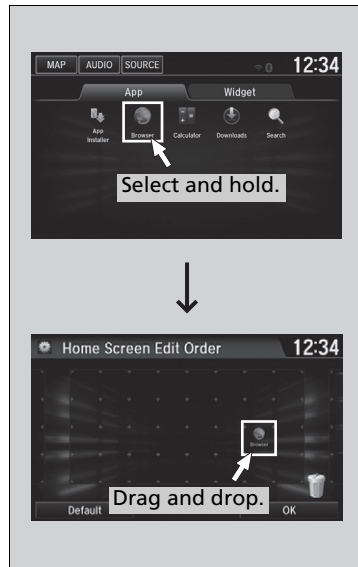 MAP AUDIO SOURCE 12:34
App Widget
App Installer Browser Calculator Downloads Search
Select and hold.
Home Screen Edit Order 12:34
Browser
Drag and drop.
Default OK